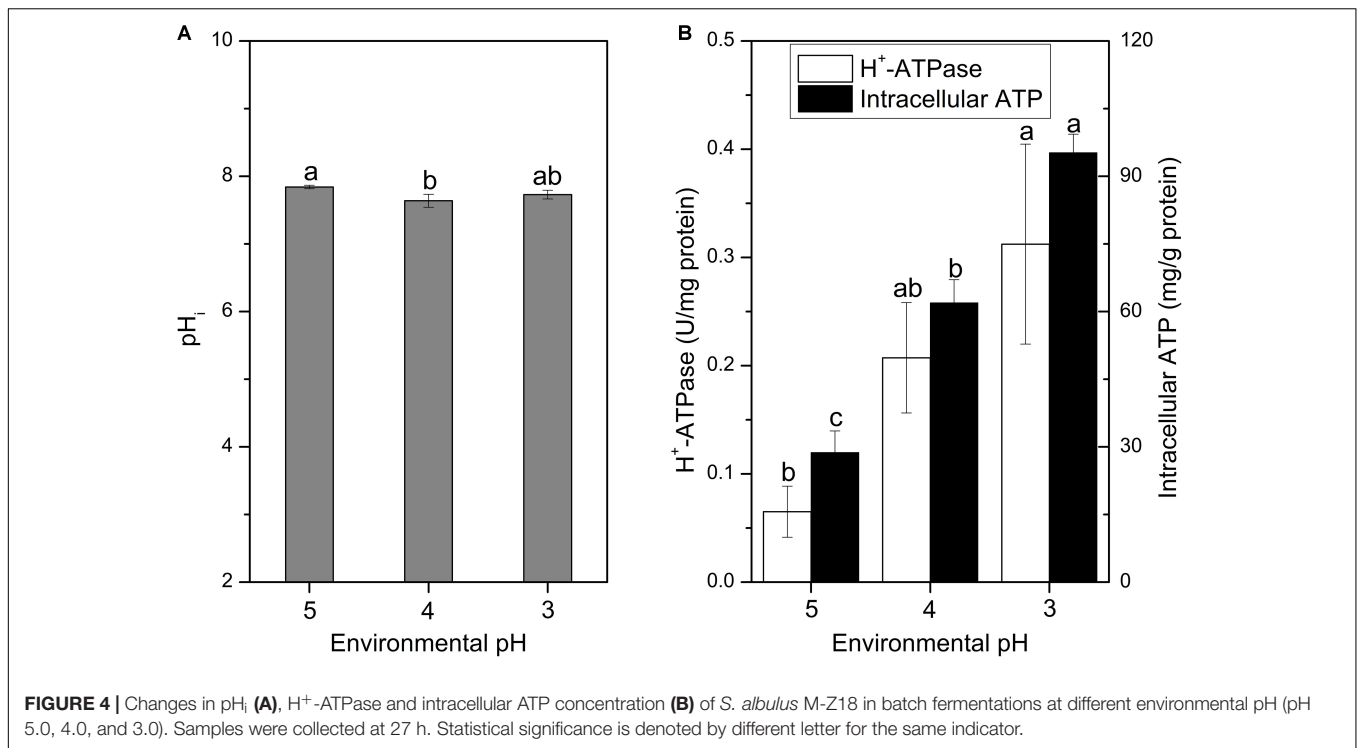 A
10
8
6
4
2
pHi
a
b
ab
5
4
3
Environmental pH
B
0.5
0.4
0.3
0.2
0.1
0.0
H+-ATPase (U/mg protein)
H+-ATPase
Intracellular ATP
b
c
ab
b
a
a
5
4
3
Environmental pH
120
90
60
30
0
Intracellular ATP (mg/g protein)
FIGURE 4 | Changes in pHi (A), H+-ATPase and intracellular ATP concentration (B) of S. albulus M-Z18 in batch fermentations at different environmental pH (pH
5.0, 4.0, and 3.0). Samples were collected at 27 h. Statistical significance is denoted by different letter for the same indicator.